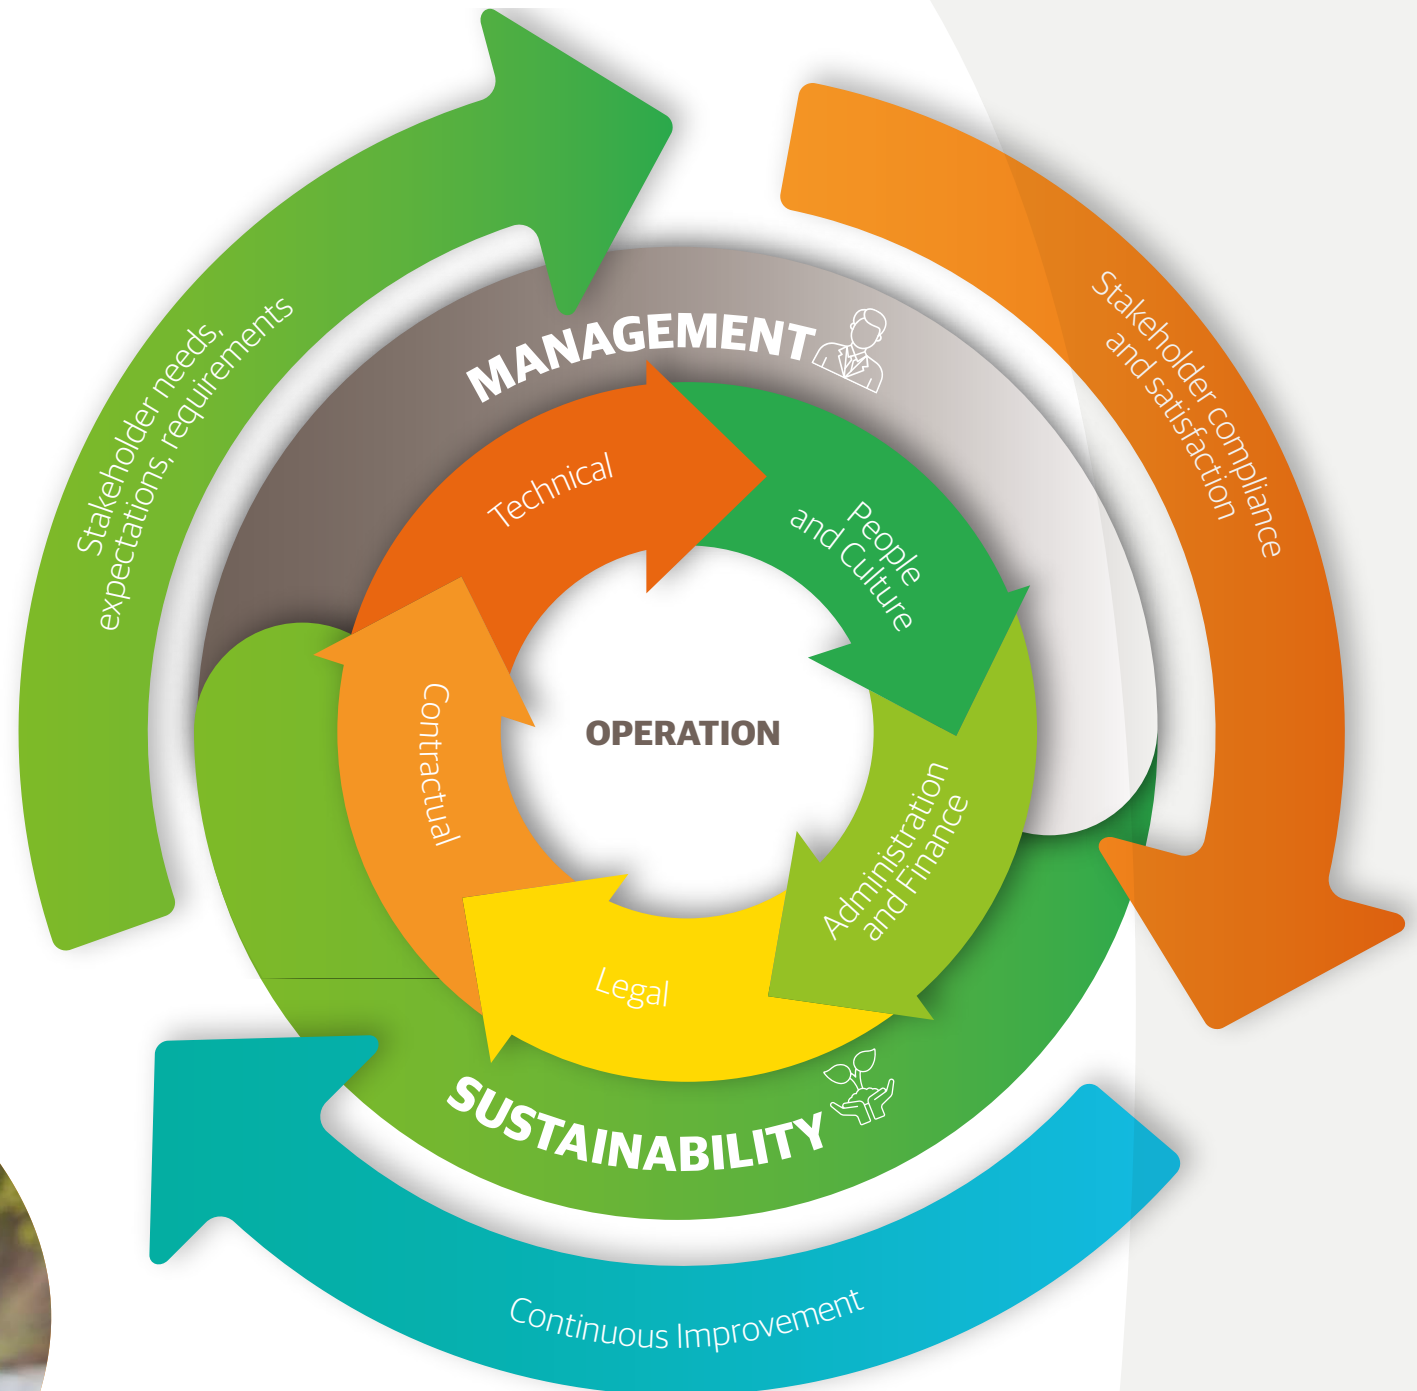 Stakeholder needs,
expectations, requirements
Stakeholder compliance
and satisfaction
MANAGEMENT
Technical
People
and Culture
OPERATION
Contractual
Administration
and Finance
Legal
SUSTAINABILITY
Continuous Improvement